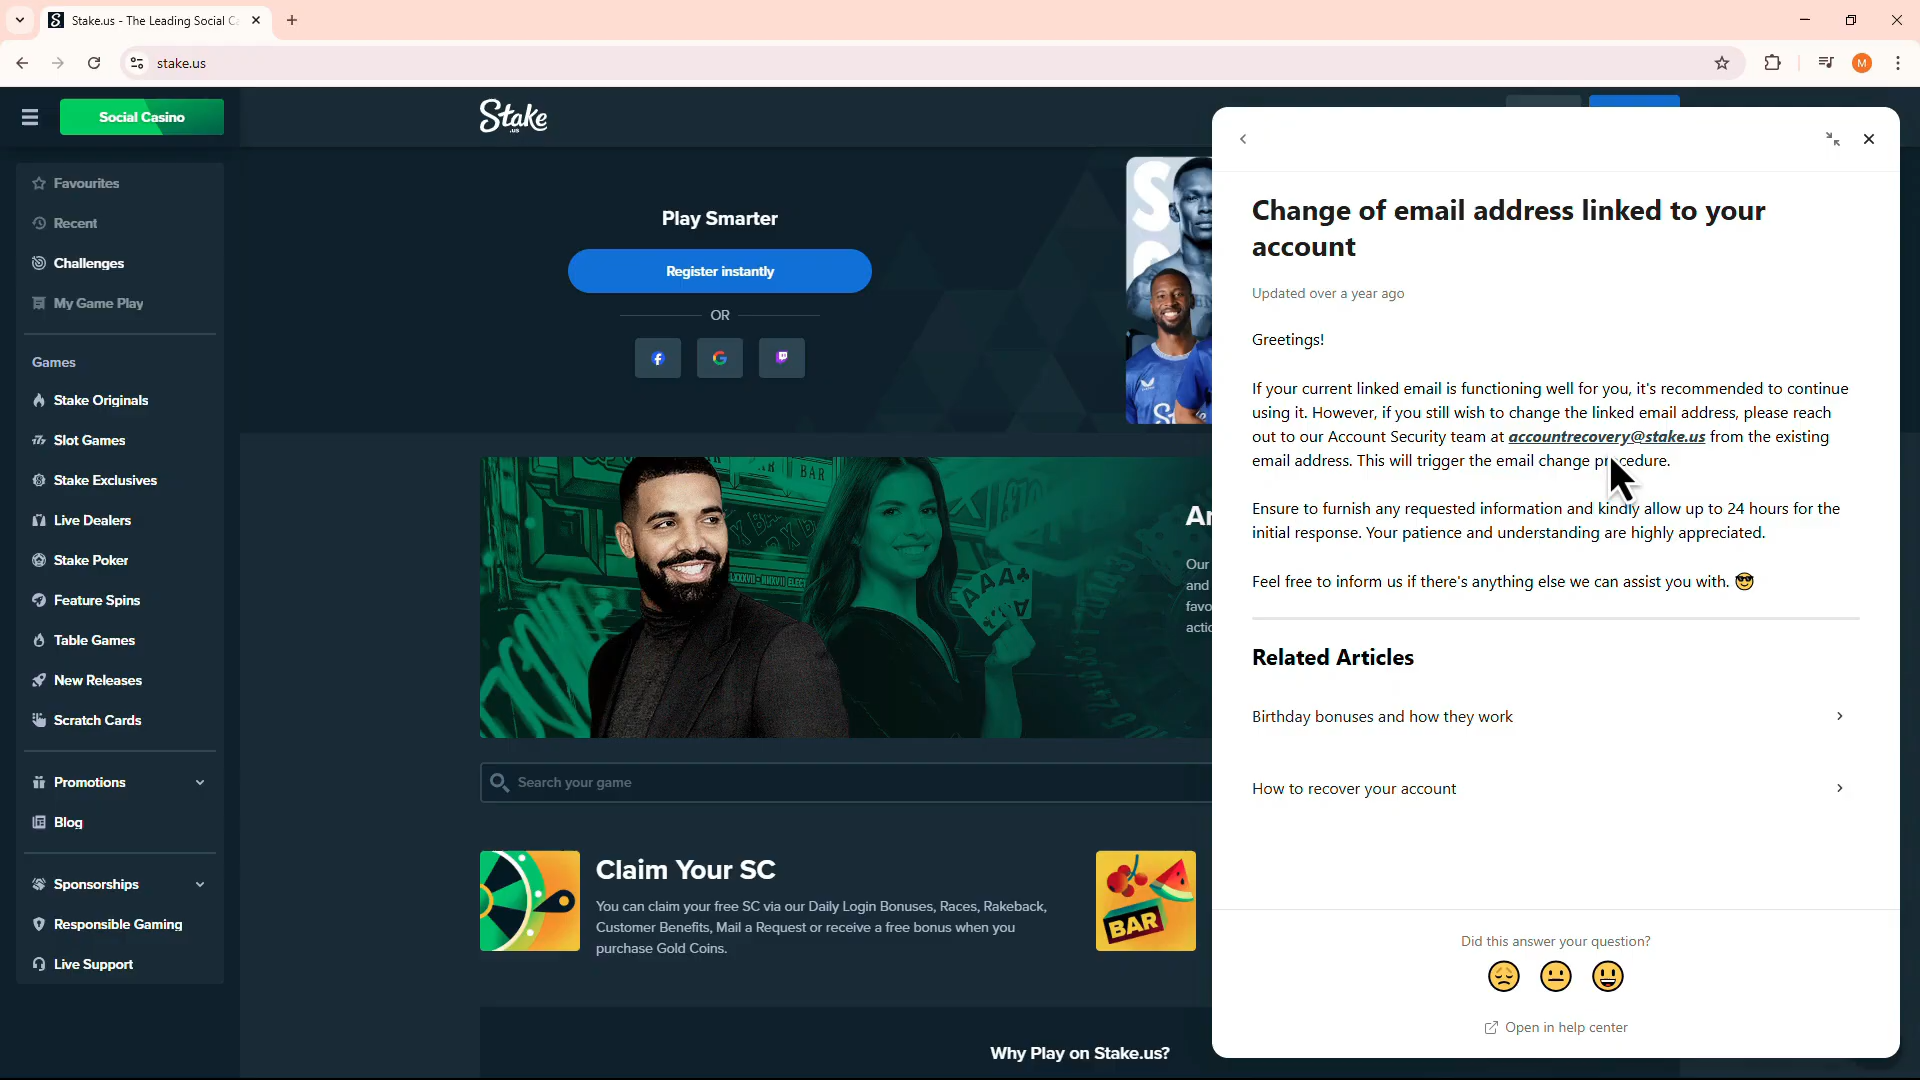 Stake.us - The Leading Social C
stake.us
M
Social Casino
Stake
.us
Favourites
Recent
Challenges
My Game Play
Games
Stake Originals
Slot Games
Stake Exclusives
Live Dealers
Stake Poker
Feature Spins
Table Games
New Releases
Scratch Cards
Promotions
Blog
Sponsorships
Responsible Gaming
Live Support
Play Smarter
Register instantly
OR
BAR
AAA
Our
and
favo
Search your game
Claim Your SC
You can claim your free SC via our Daily Login Bonuses, Races, Rakeback,
Customer Benefits, Mail a Request or receive a free bonus when you
purchase Gold Coins.
BAR
Why Play on Stake.us?
Change of email address linked to your
account
Updated over a year ago
Greetings!
If your current linked email is functioning well for you, it's recommended to continue
using it. However, if you still wish to change the linked email address, please reach
out to our Account Security team at accountrecovery@stake.us from the existing
email address. This will trigger the email change procedure.
Ensure to furnish any requested information and kindly allow up to 24 hours for the
initial response. Your patience and understanding are highly appreciated.
Feel free to inform us if there's anything else we can assist you with. 😎
Related Articles
Birthday bonuses and how they work
How to recover your account
Did this answer your question?
Open in help center